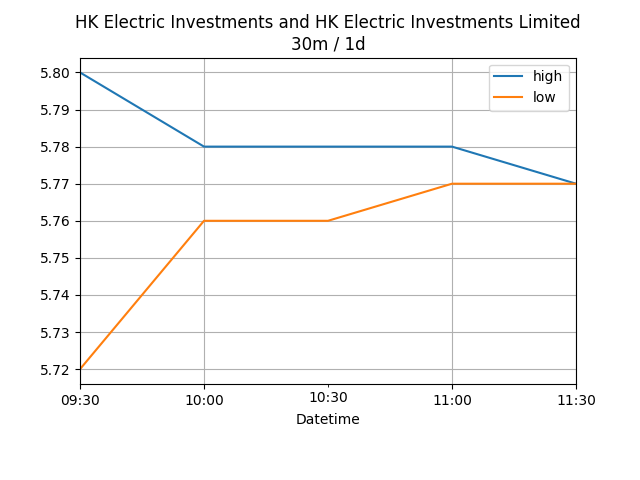 HK Electric Investments and HK Electric Investments Limited
30m / 1d
high
low
5.80
5.79
5.78
5.77
5.76
5.75
5.74
5.73
5.72
09:30 10:00 10:30 11:00 11:30
Datetime